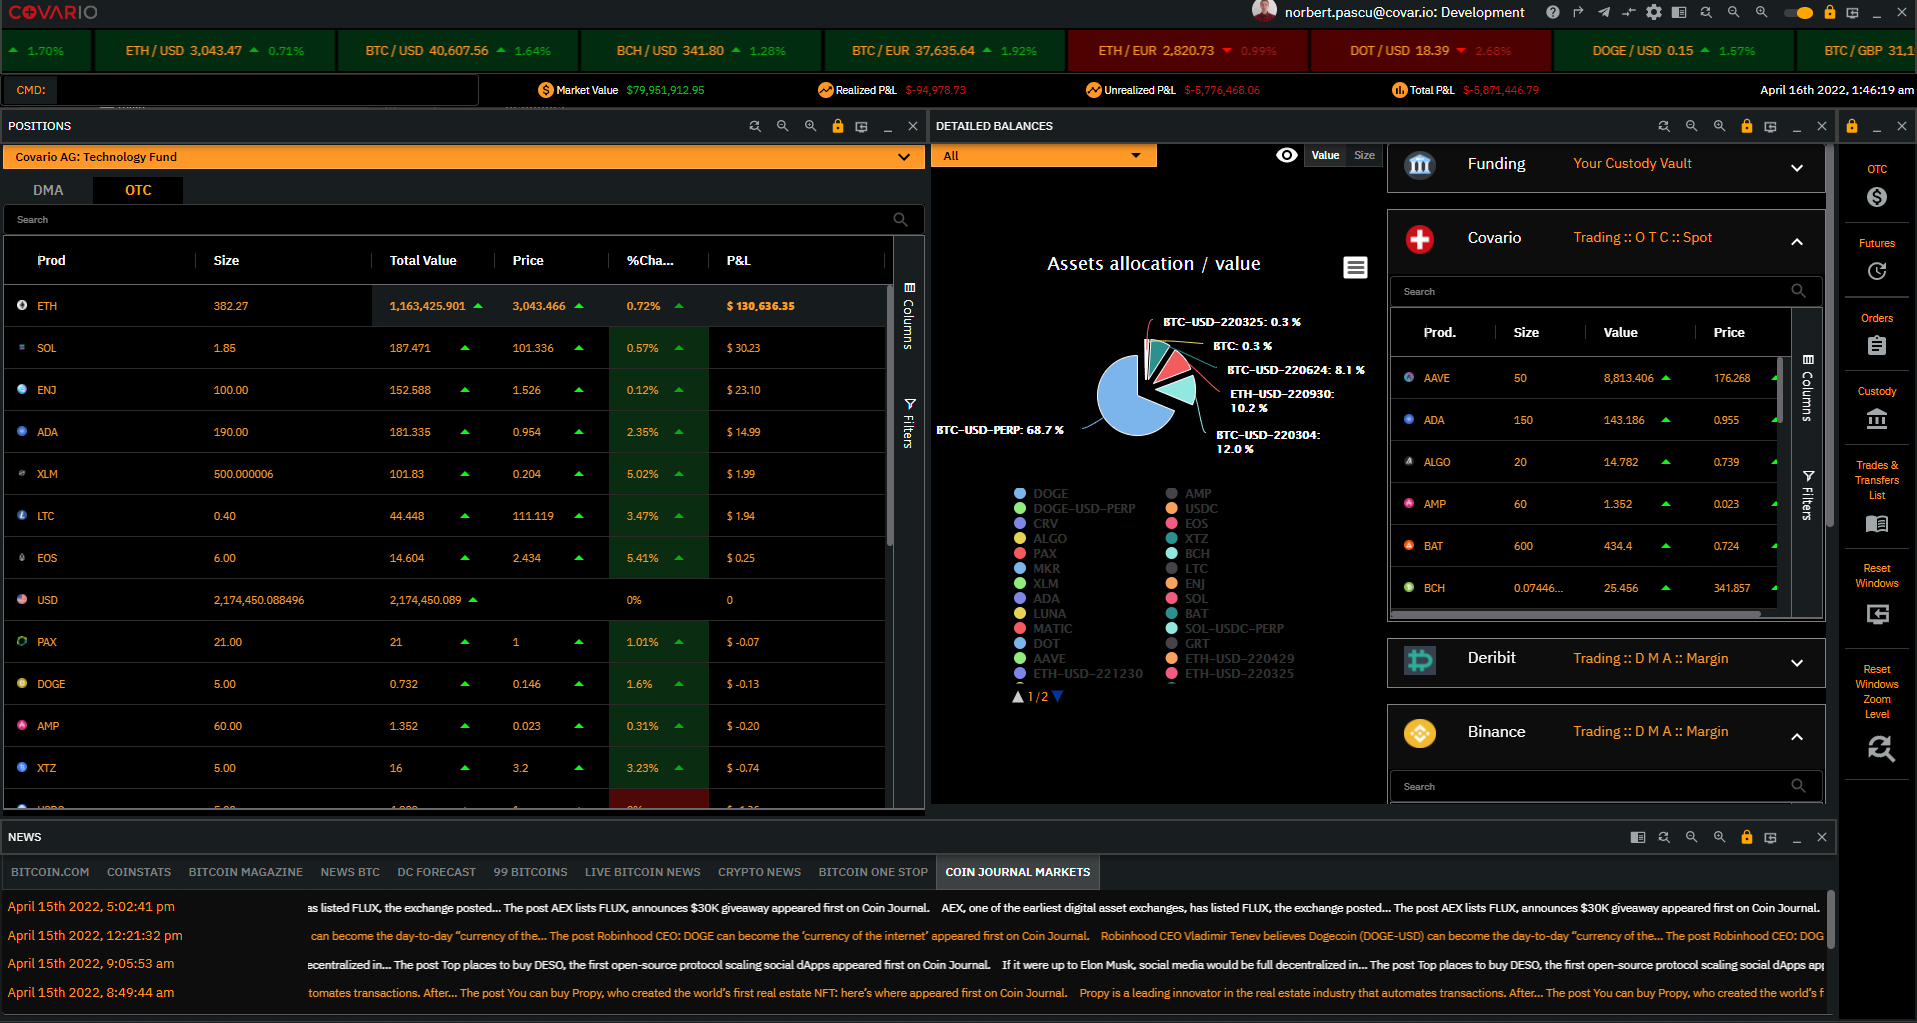 COVARIO
norbert.pascu@covar.io: Development
1.70%
ETH / USD 3,043.47 0.71%
BTC / USD 40,607.56 1.64%
BCH / USD 341.80 1.28%
BTC / EUR 37,635.64 1.92%
ETH / EUR 2,820.73 0.99%
DOT / USD 18.39 2.68%
DOGE / USD 0.15 1.57%
BTC / GBP 31,1
CMD:
Market Value $79,951,912.95
Realized P&L $-94,978.73
Unrealized P&L $-5,776,468.06
Total P&L $-5,871,446.79
April 16th 2022, 1:46:19 am
POSITIONS
Covario AG: Technology Fund
DMA OTC
Search
Prod Size Total Value Price %Cha... P&L
ETH 382.27 1,163,425.901 3,043.466 0.72% $ 130,636.35
SOL 1.85 187.471 101.336 0.57% $ 30.23
ENJ 100.00 152.588 1.526 0.12% $ 23.10
ADA 190.00 181.335 0.954 2.35% $ 14.99
XLM 500.000006 101.83 0.204 5.02% $ 1.99
LTC 0.40 44.448 111.119 3.47% $ 1.94
EOS 6.00 14.604 2.434 5.41% $ 0.25
USD 2,174,450.088496 2,174,450.089 0% 0
PAX 21.00 21 1 1.01% $ -0.07
DOGE 5.00 0.732 0.146 1.6% $ -0.13
AMP 60.00 1.352 0.023 0.31% $ -0.20
XTZ 5.00 16 3.2 3.23% $ -0.74
Columns
Filters
DETAILED BALANCES
All
Value Size
Assets allocation / value
BTC-USD-220325: 0.3 %
BTC: 0.3 %
BTC-USD-220624: 8.1 %
ETH-USD-220930:
10.2 %
BTC-USD-PERP: 68.7 %
BTC-USD-220304:
12.0 %
DOGE AMP
DOGE-USD-PERP USDC
CRV EOS
ALGO XTZ
PAX BCH
MKR LTC
XLM ENJ
ADA SOL
LUNA BAT
MATIC SOL-USDC-PERP
DOT GRT
AAVE ETH-USD-220429
ETH-USD-221230 ETH-USD-220325
1/2
Funding Your Custody Vault
Covario Trading :: O T C :: Spot
Search
Prod. Size Value Price
AAVE 50 8,813.406 176.268
ADA 150 143.186 0.955
ALGO 20 14.782 0.739
AMP 60 1.352 0.023
BAT 600 434.4 0.724
BCH 0.07446... 25.456 341.857
Columns
Filters
Deribit Trading :: D M A :: Margin
Binance Trading :: D M A :: Margin
Search
OTC
Futures
Orders
Custody
Trades &
Transfers
List
Reset
Windows
Reset
Windows
Zoom
Level
NEWS
BITCOIN.COM COINSTATS BITCOIN MAGAZINE NEWS BTC DC FORECAST 99 BITCOINS LIVE BITCOIN NEWS CRYPTO NEWS BITCOIN ONE STOP COIN JOURNAL MARKETS
April 15th 2022, 5:02:41 pm as listed FLUX, the exchange posted... The post AEX lists FLUX, announces $30K giveaway appeared first on Coin Journal. AEX, one of the earliest digital asset exchanges, has listed FLUX, the exchange posted... The post AEX lists FLUX, announces $30K giveaway appeared first on Coin Journal.
April 15th 2022, 12:21:32 pm can become the day-to-day “currency of the... The post Robinhood CEO: DOGE can become the ‘currency of the internet’ appeared first on Coin Journal. Robinhood CEO Vladimir Tenev believes Dogecoin (DOGE-USD) can become the day-to-day “currency of the... The post Robinhood CEO: DOG
April 15th 2022, 9:05:53 am ecentralized in... The post Top places to buy DESO, the first open-source protocol scaling social dApps appeared first on Coin Journal. If it were up to Elon Musk, social media would be full decentralized in... The post Top places to buy DESO, the first open-source protocol scaling social dApps app
April 15th 2022, 8:49:44 am tomates transactions. After... The post You can buy Propy, who created the world’s first real estate NFT: here’s where appeared first on Coin Journal. Propy is a leading innovator in the real estate industry that automates transactions. After... The post You can buy Propy, who created the world’s f